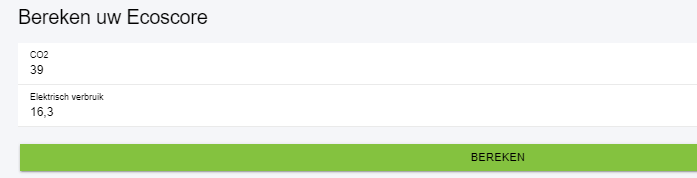 Bereken uw Ecoscore
CO2
39
Elektrisch verbruik
16,3
BEREKEN